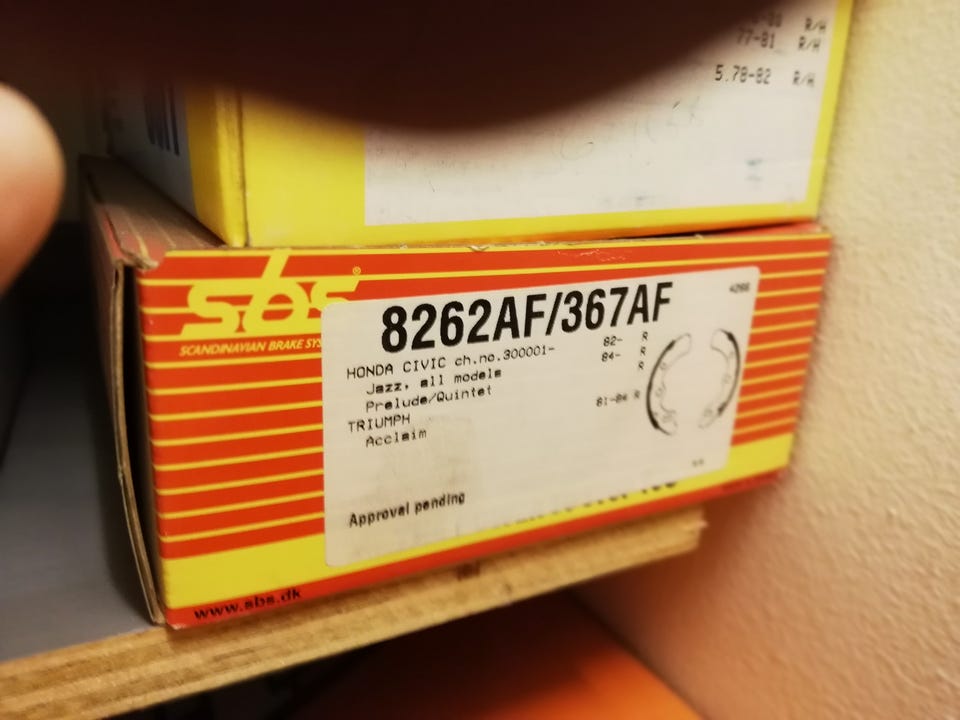 77-81 R/H
5.78-82 R/H
sbs®
SCANDINAVIAN BRAKE
8262AF/367AF
HONDA CIVIC ch.no.300001- 82- R
Jazz, all models 84- R
Prelude/Quintet R
TRIUMPH
Acclaim 81-84 R
Approval pending
www.sbs.dk